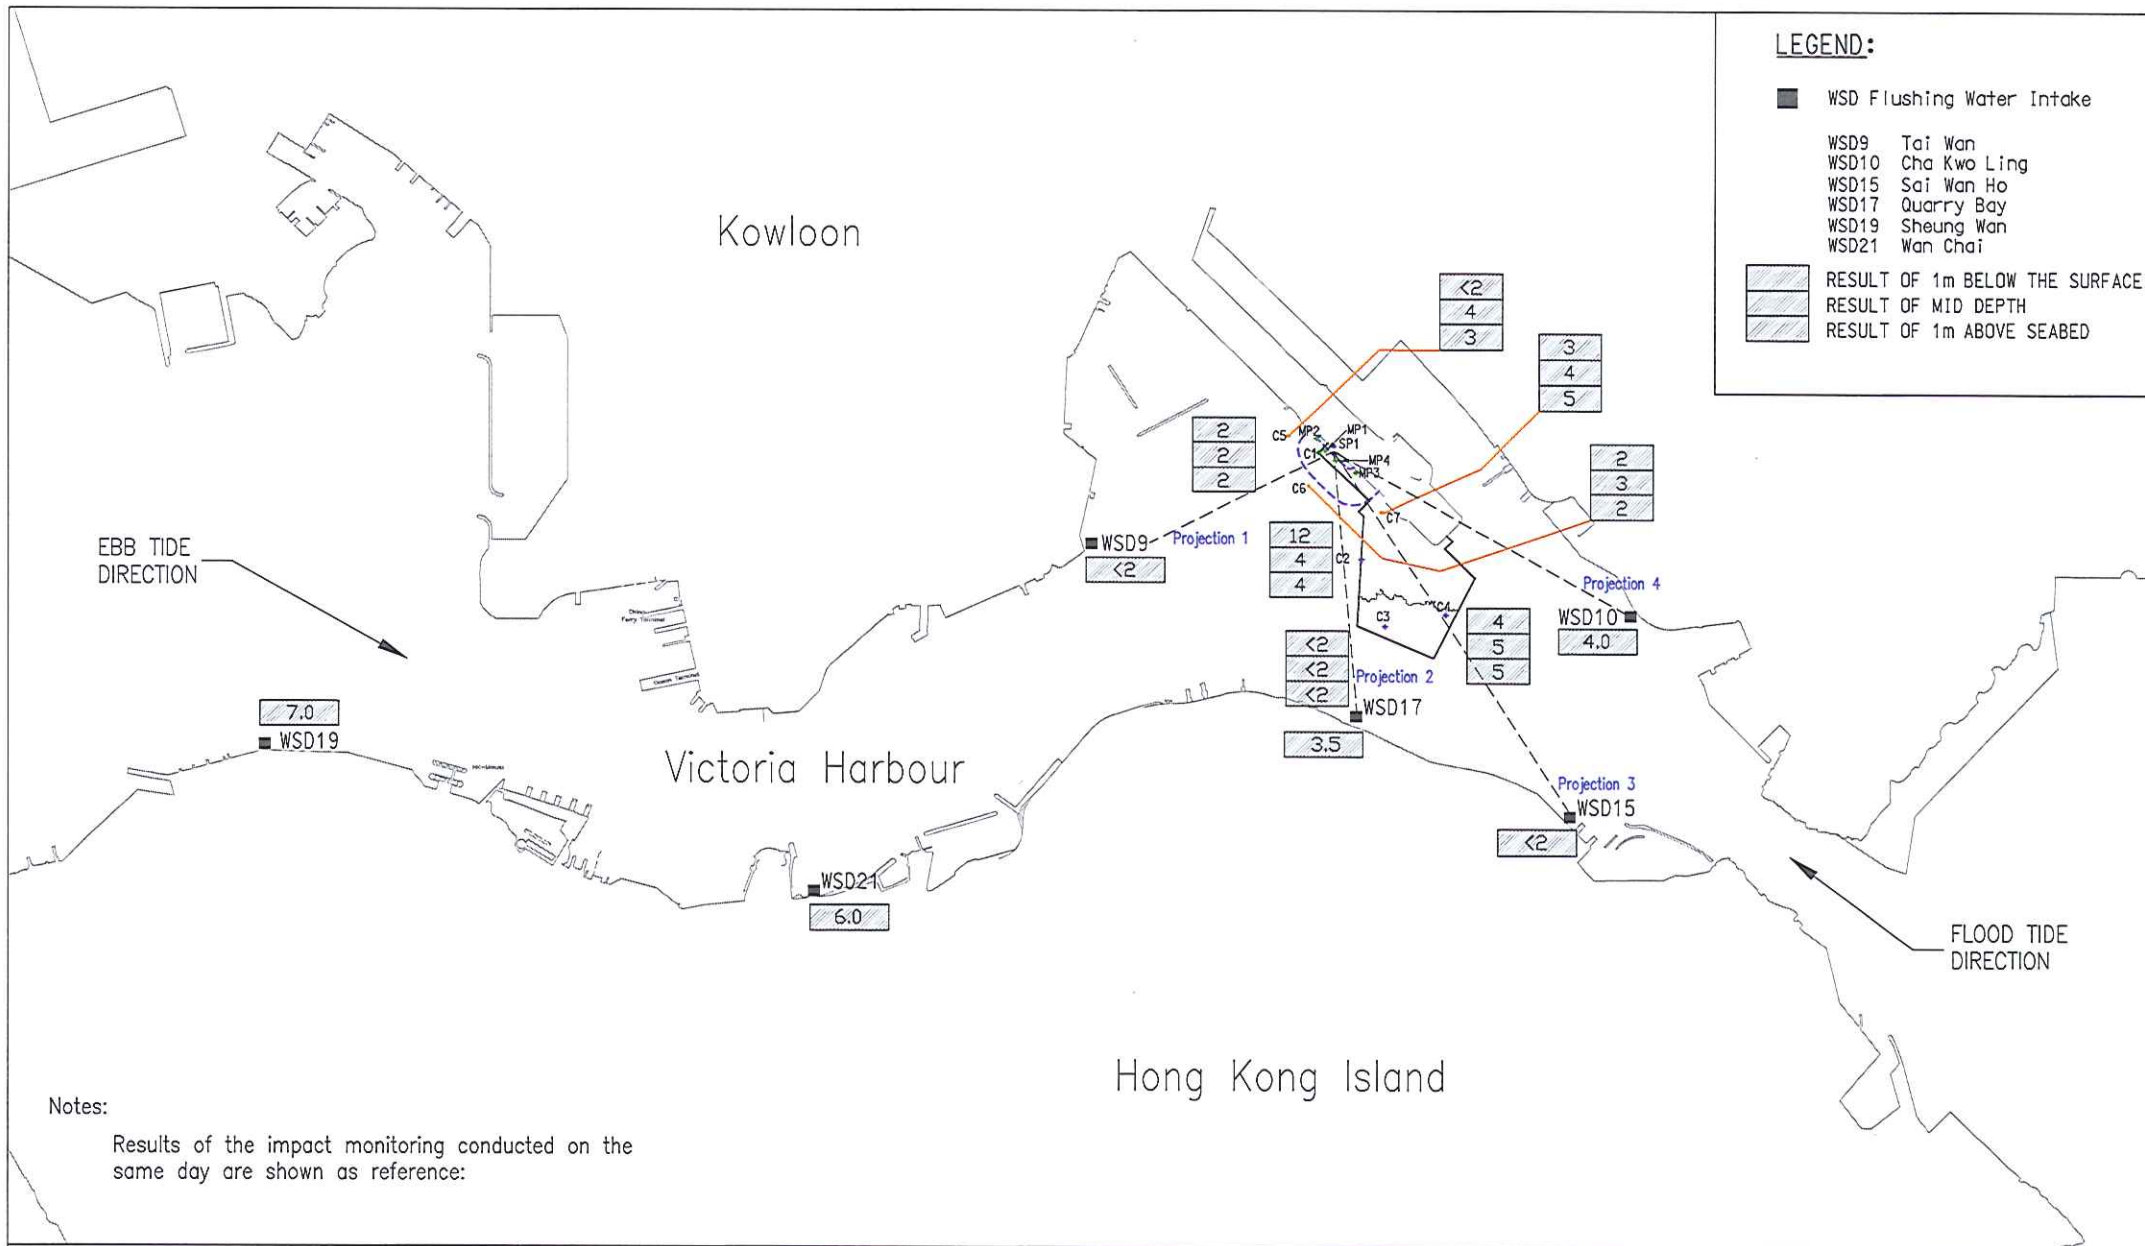 LEGEND:
WSD Flushing Water Intake
WSD9 Tai Wan
WSD10 Cha Kwo Ling
WSD15 Sai Wan Ho
WSD17 Quarry Bay
WSD19 Sheung Wan
WSD21 Wan Chai
RESULT OF 1m BELOW THE SURFACE
RESULT OF MID DEPTH
RESULT OF 1m ABOVE SEABED
Kowloon
<2
4
3
3
4
5
2
2
2
C5
MP2
MP1
SP1
C1
MP4
MP3
C6
C7
2
3
2
WSD9
<2
Projection 1
12
4
4
C2
EBB TIDE
DIRECTION
Projection 4
WSD10
4.0
C3
C4
4
5
5
<2
<2
<2
Projection 2
WSD17
3.5
Ferry Terminal
Ocean Terminal
7.0
WSD19
Victoria Harbour
Projection 3
WSD15
<2
WSD21
6.0
FLOOD TIDE
DIRECTION
Hong Kong Island
Notes:
Results of the impact monitoring conducted on the
same day are shown as reference: